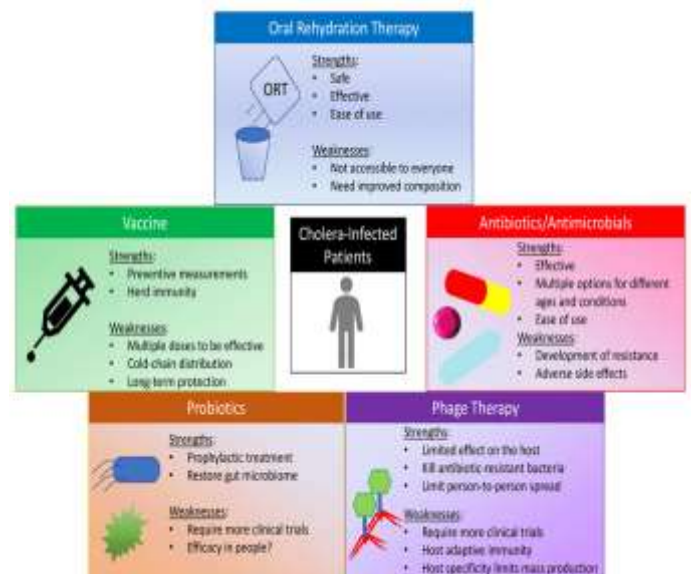 Oral Rehydration Therapy
ORT
Strengths:
• Safe
• Effective
• Ease of use
Weaknesses:
• Not accessible to everyone
• Need improved composition
Vaccine
Strengths:
• Preventive measurements
• Herd immunity
Weaknesses:
• Multiple doses to be effective
• Cold-chain distribution
• Long-term protection
Cholera-Infected
Patients
Antibiotics/Antimicrobials
Strengths:
• Effective
• Multiple options for different
ages and conditions
• Ease of use
Weaknesses:
• Development of resistance
• Adverse side effects
Probiotics
Strengths:
• Prophylactic treatment
• Restore gut microbiome
Weaknesses:
• Require more clinical trials
• Efficacy in people?
Phage Therapy
Strengths:
• Limited effect on the host
• Kill antibiotic-resistant bacteria
• Limit person-to-person spread
Weaknesses:
• Require more clinical trials
• Host adaptive immunity
• Host specificity limits mass production